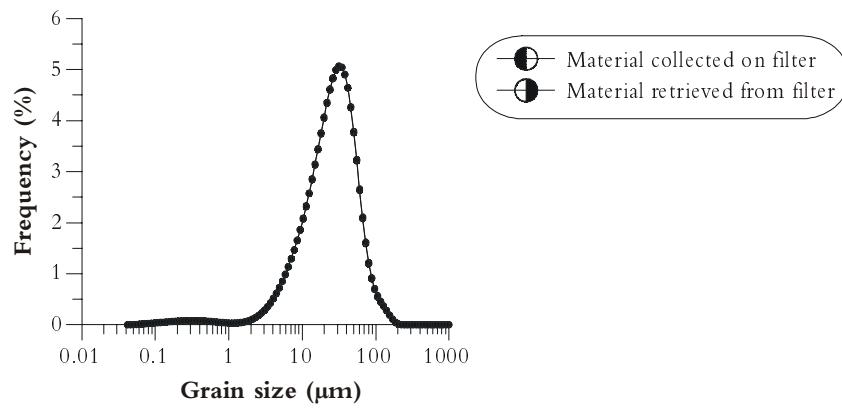 6
5
4
3
2
1
0
Frequency (%)
0.01 0.1 1 10 100 1000
Grain size (μm)
Material collected on filter
Material retrieved from filter